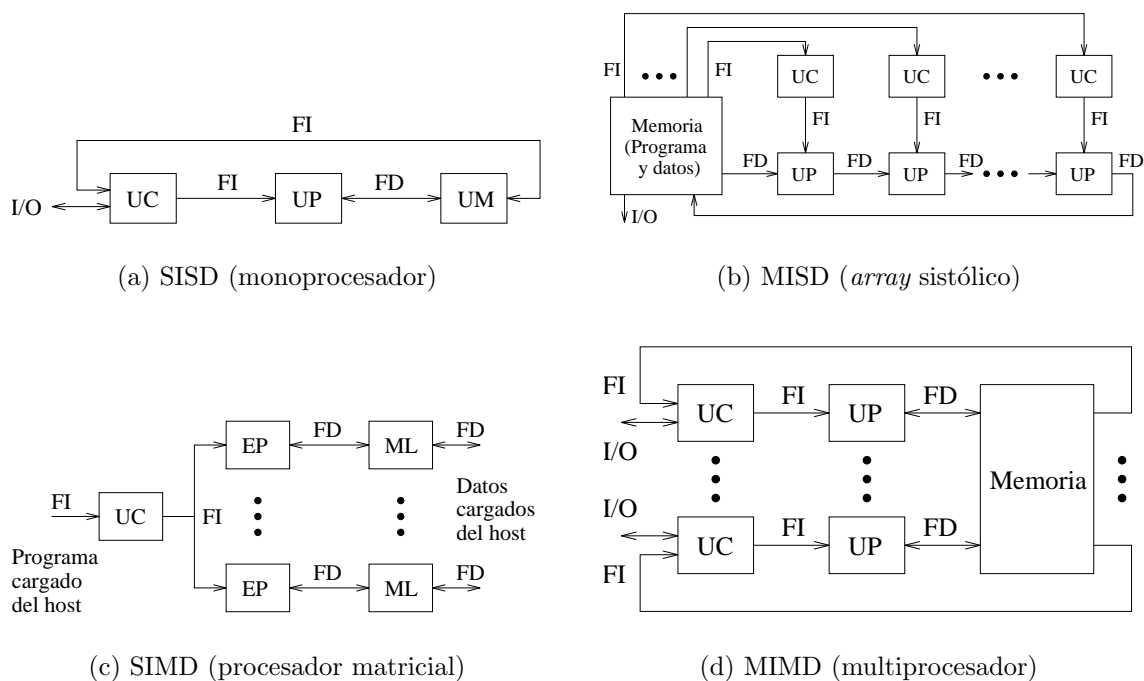 FI
I/O
UC
FI
UP
FD
UM
(a) SISD (monoprocesador)
FI
FI
UC
UC
UC
Memoria
(Programa
y datos)
FI
FI
FI
FD
UP
FD
UP
FD
UP
FD
I/O
(b) MISD (array sistólico)
FI
UC
FI
Programa
cargado
del host
EP
FD
ML
FD
Datos
cargados
del host
EP
FD
ML
FD
(c) SIMD (procesador matricial)
FI
I/O
UC
FI
UP
FD
Memoria
I/O
FI
UC
FI
UP
FD
(d) MIMD (multiprocesador)